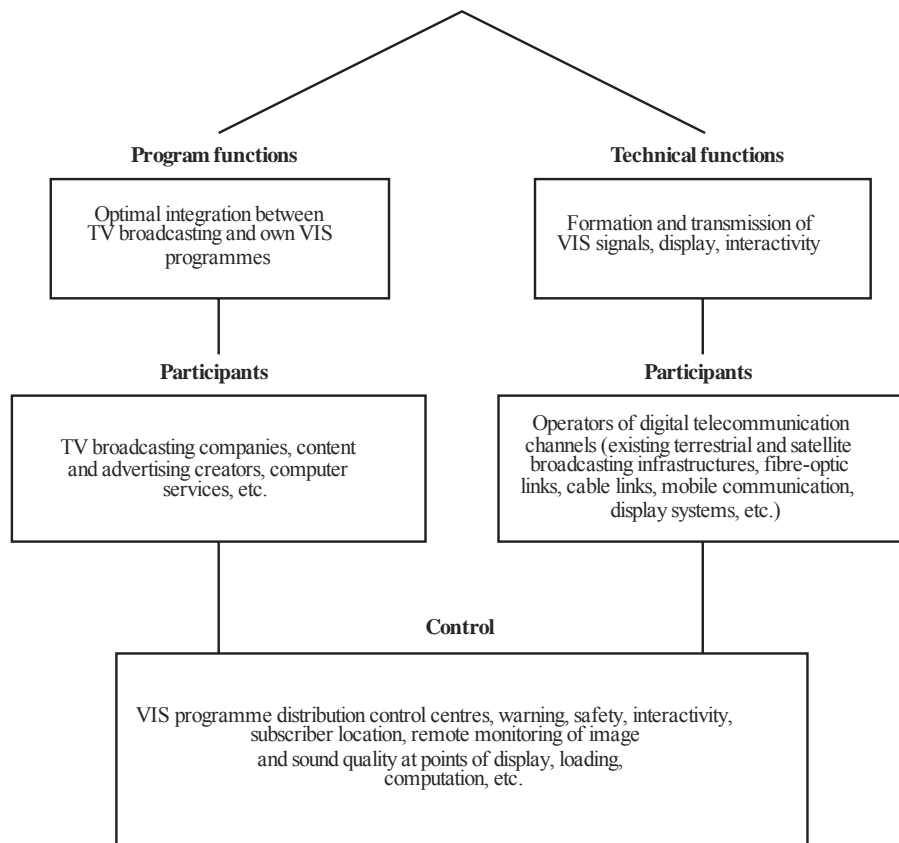 Program functions
Technical functions
Optimal integration between
TV broadcasting and own VIS
programmes
Formation and transmission of
VIS signals, display, interactivity
Participants
Participants
TV broadcasting companies, content
and advertising creators, computer
services, etc.
Operators of digital telecommunication
channels (existing terrestrial and satellite
broadcasting infrastructures, fibre-optic
links, cable links, mobile communication,
display systems, etc.)
Control
VIS programme distribution control centres, warning, safety, interactivity,
subscriber location, remote monitoring of image
and sound quality at points of display, loading,
computation, etc.